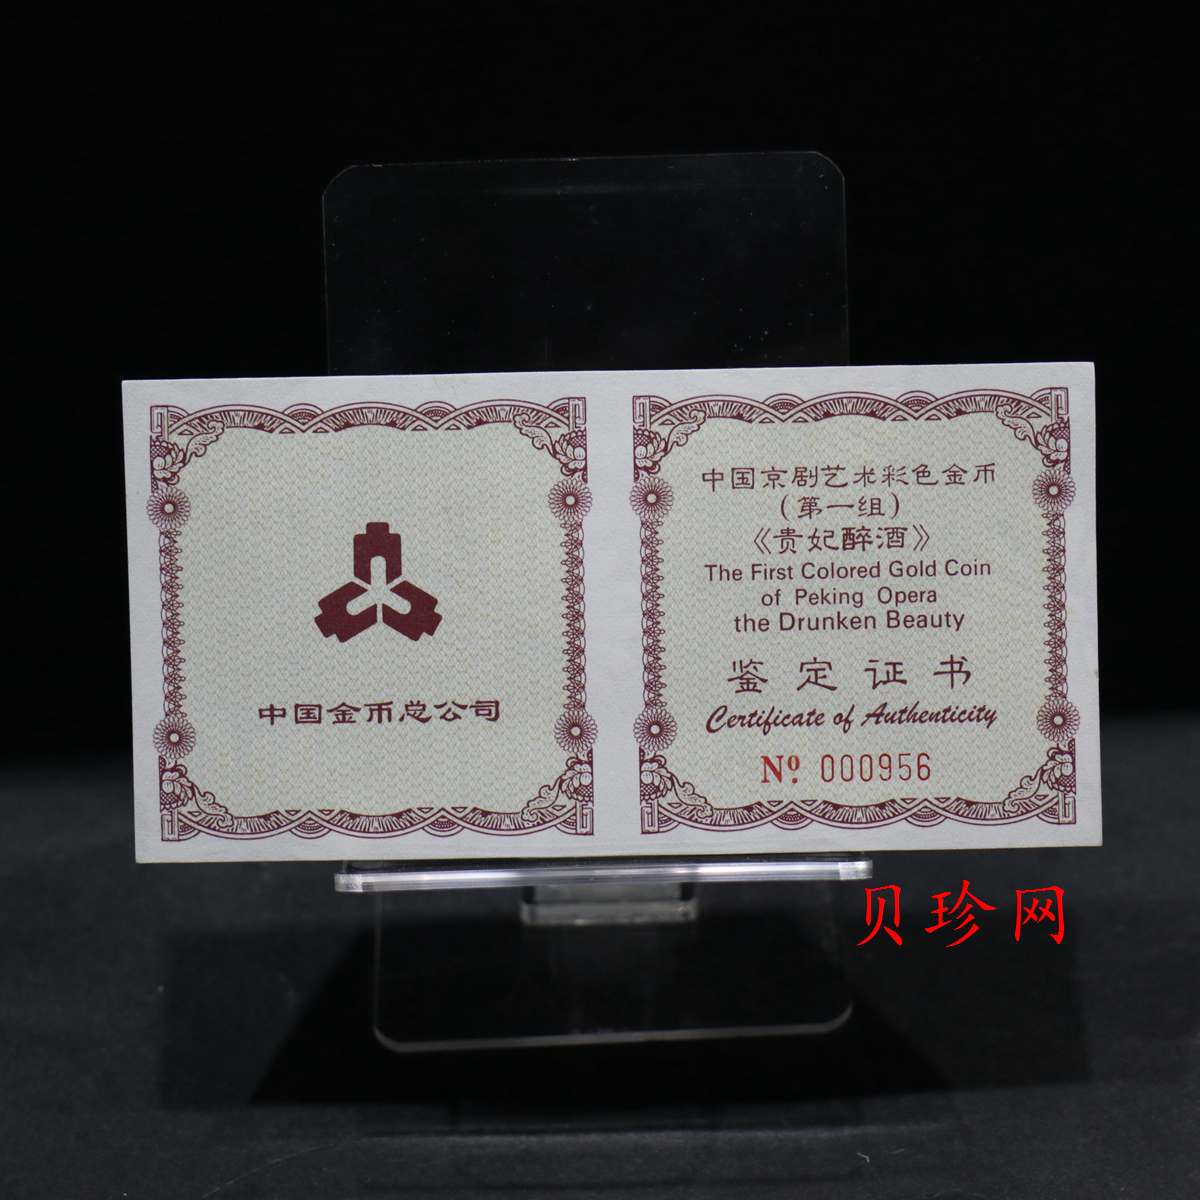 中国金币总公司
中国京剧艺术彩色金币
(第一组)
《贵妃醉酒》
The First Colored Gold Coin
of Peking Opera
the Drunken Beauty
鉴定证书
Certificate of Authenticity
Nº. 000956
贝珍网